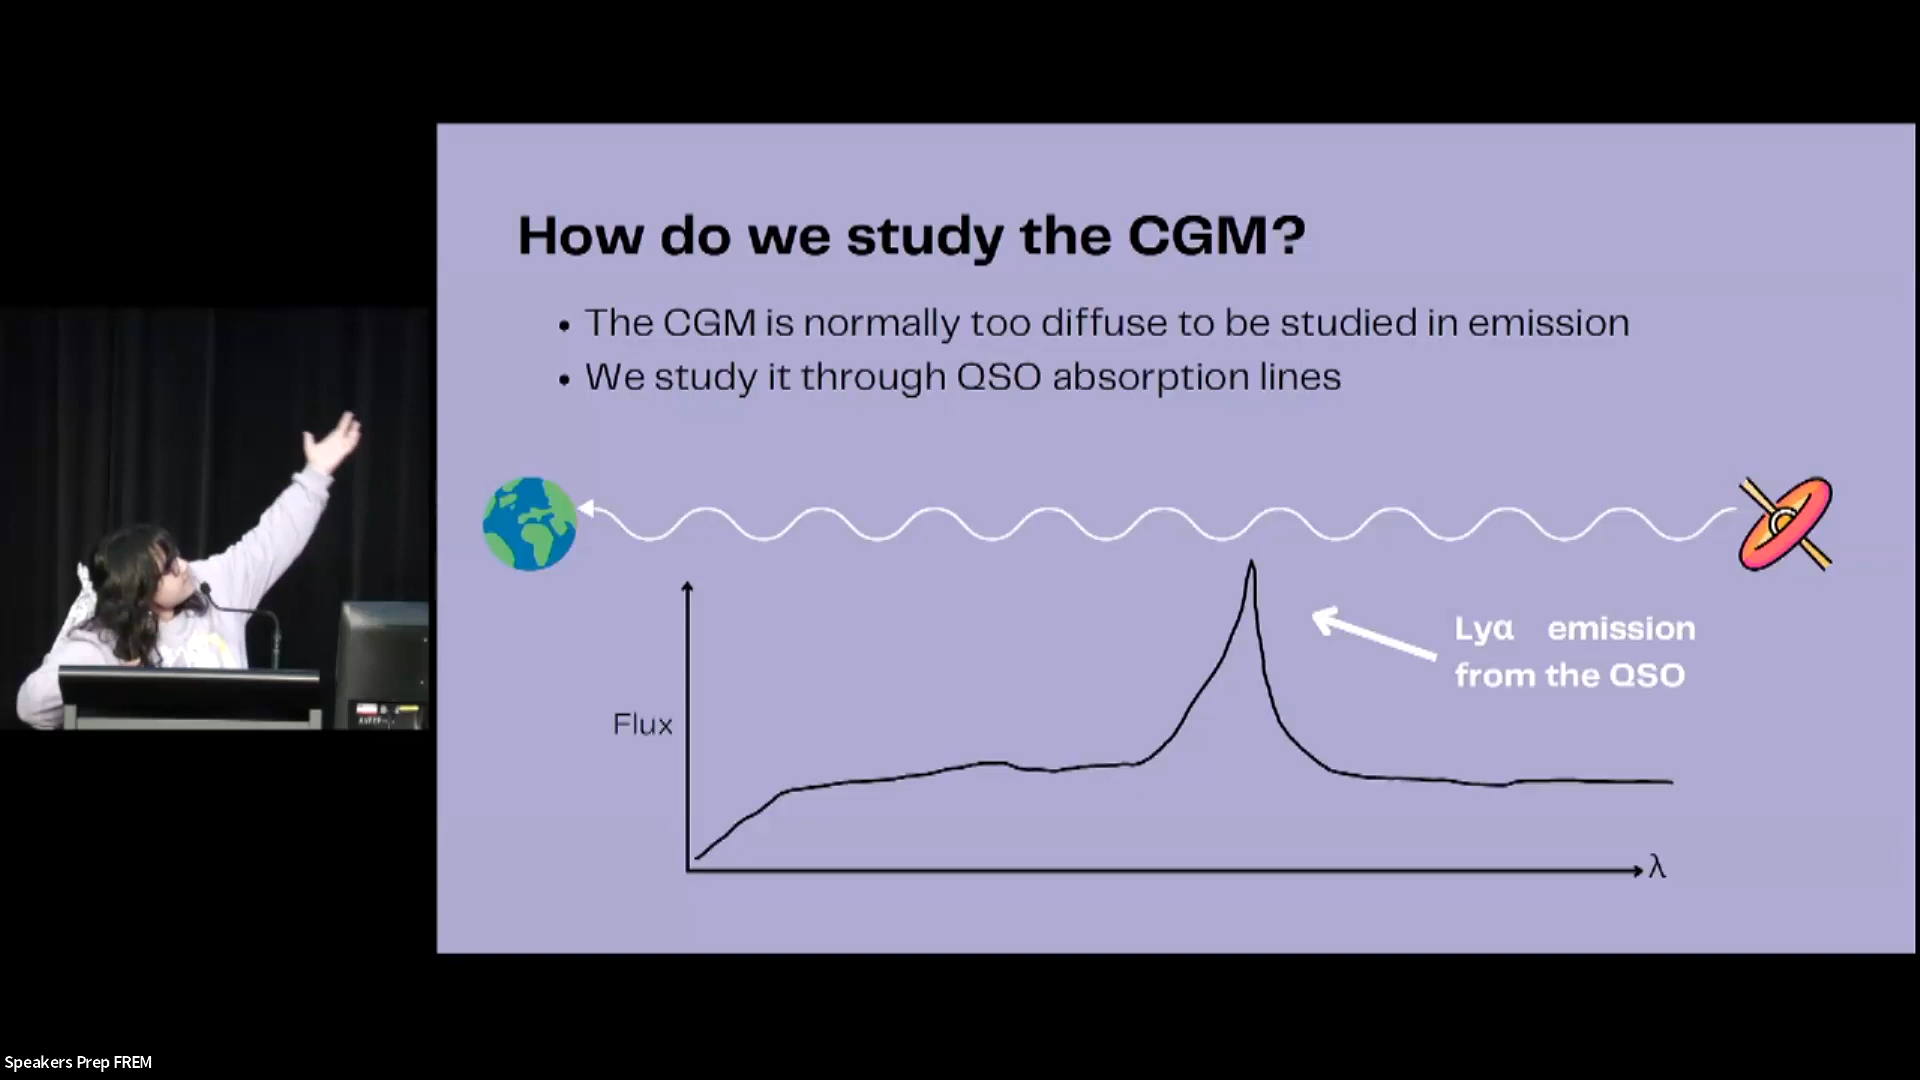 How do we study the CGM?
• The CGM is normally too diffuse to be studied in emission
• We study it through QSO absorption lines
Lyα emission
from the QSO
Flux
λ
Speakers Prep FREM